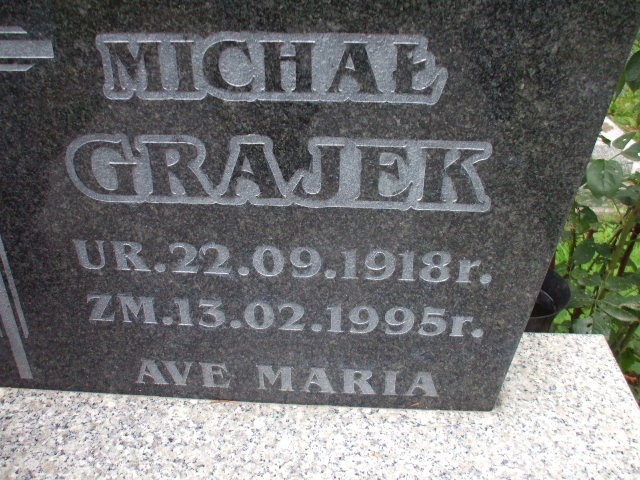 MICHAŁ
GRAJEK
UR.22.09.1918r.
ZM.13.02.1995r.
AVE MARIA